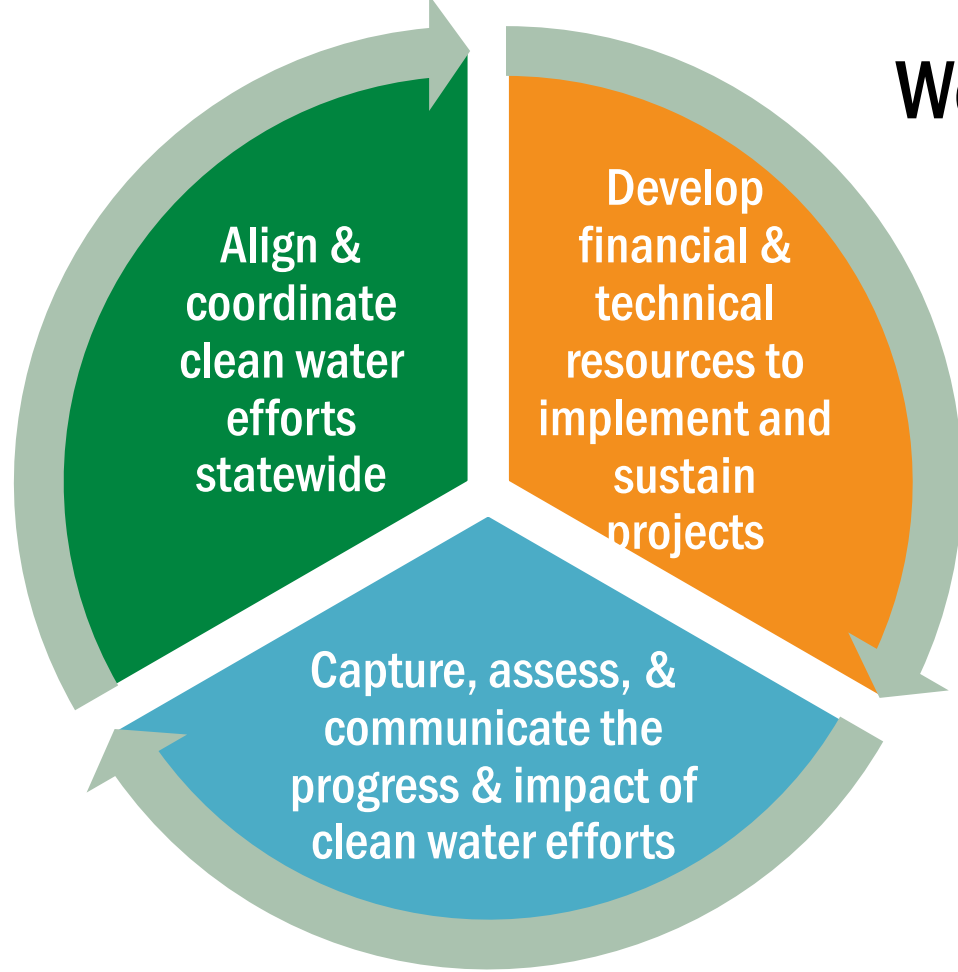 We
Align &
coordinate
clean water
efforts
statewide
Develop
financial &
technical
resources to
implement and
sustain
projects
Capture, assess, &
communicate the
progress & impact of
clean water efforts